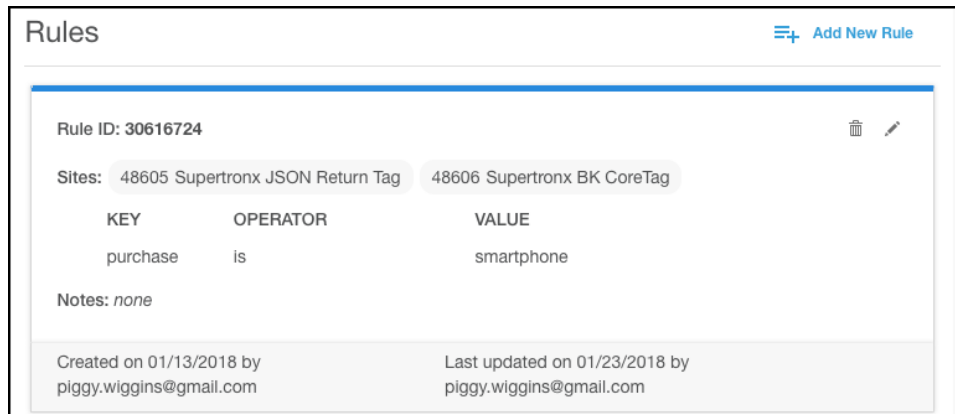 Rules
Add New Rule
Rule ID: 30616724
Sites: 48605 Supertronx JSON Return Tag 48606 Supertronx BK CoreTag
KEY OPERATOR VALUE
purchase is smartphone
Notes: none
Created on 01/13/2018 by
piggy.wiggins@gmail.com
Last updated on 01/23/2018 by
piggy.wiggins@gmail.com